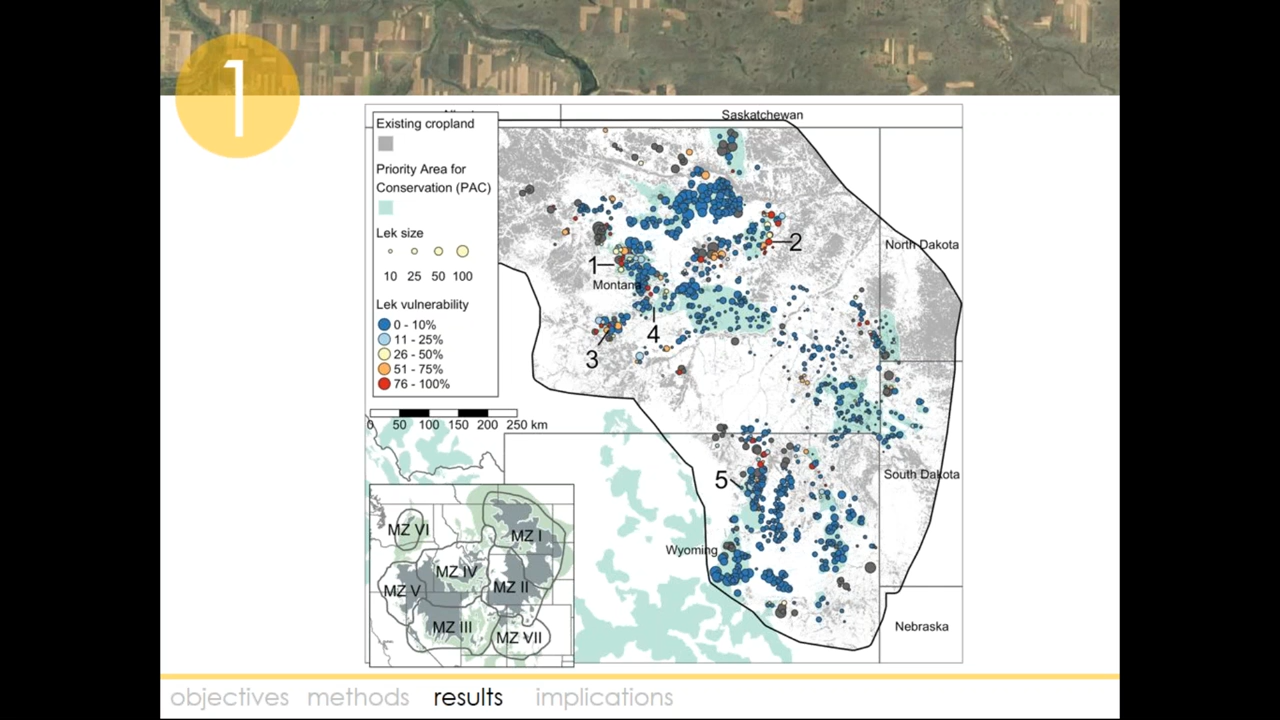 1
Saskatchewan
Existing cropland
Priority Area for
Conservation (PAC)
Lek size
10 25 50 100
Lek vulnerability
0 - 10%
11 - 25%
26 - 50%
51 - 75%
76 - 100%
0 50 100 150 200 250 km
2
North Dakota
1
Montana
4
3
5
South Dakota
Wyoming
Nebraska
MZ VI
MZ I
MZ IV
MZ V
MZ II
MZ III
MZ VII
objectives methods results implications